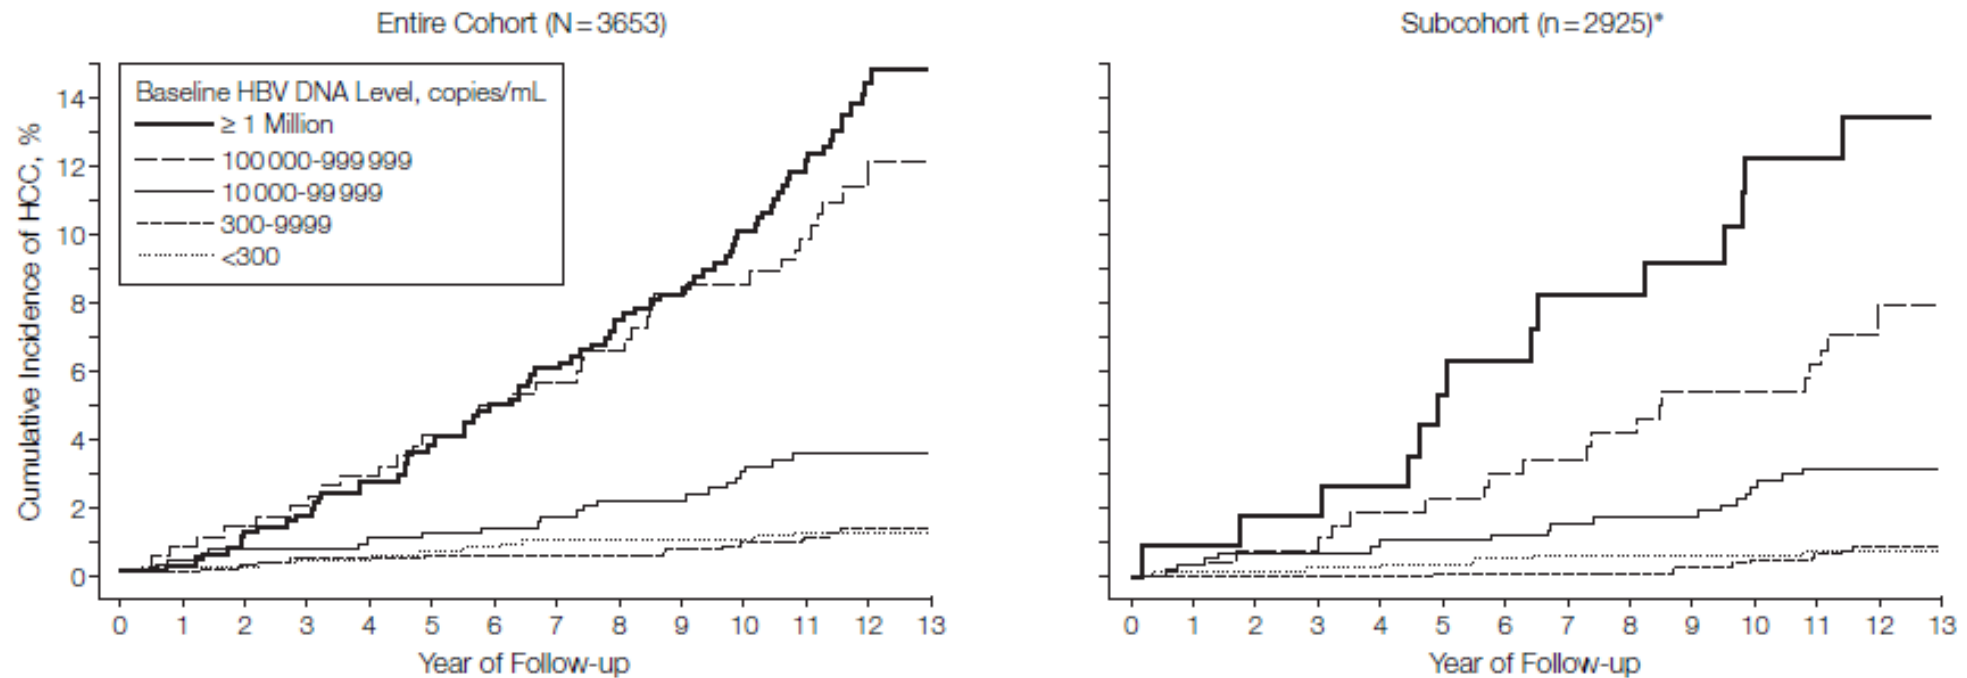 Entire Cohort (N=3653)
Baseline HBV DNA Level, copies/mL
≥ 1 Million
100 000-999 999
10 000-99 999
300-9999
<300
Cumulative Incidence of HCC, %
14
12
10
8
6
4
2
0
0 1 2 3 4 5 6 7 8 9 10 11 12 13
Year of Follow-up
Subcohort (n=2925)*
0 1 2 3 4 5 6 7 8 9 10 11 12 13
Year of Follow-up